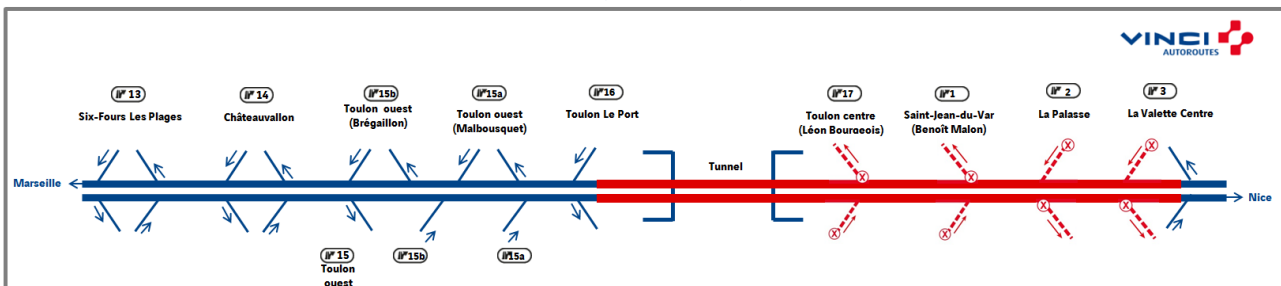 VINCI
AUTOROUTES
n° 13
Six-Fours Les Plages
n° 14
Châteauvallon
n°15b
Toulon ouest
(Brégaillon)
n°15a
Toulon ouest
(Malbousquet)
n°16
Toulon Le Port
n°17
Toulon centre
(Léon Bourgeois)
n°1
Saint-Jean-du-Var
(Benoît Malon)
n° 2
La Palasse
n° 3
La Valette Centre
Tunnel
Marseille
Nice
n° 15
Toulon
ouest
n°15b
n°15a